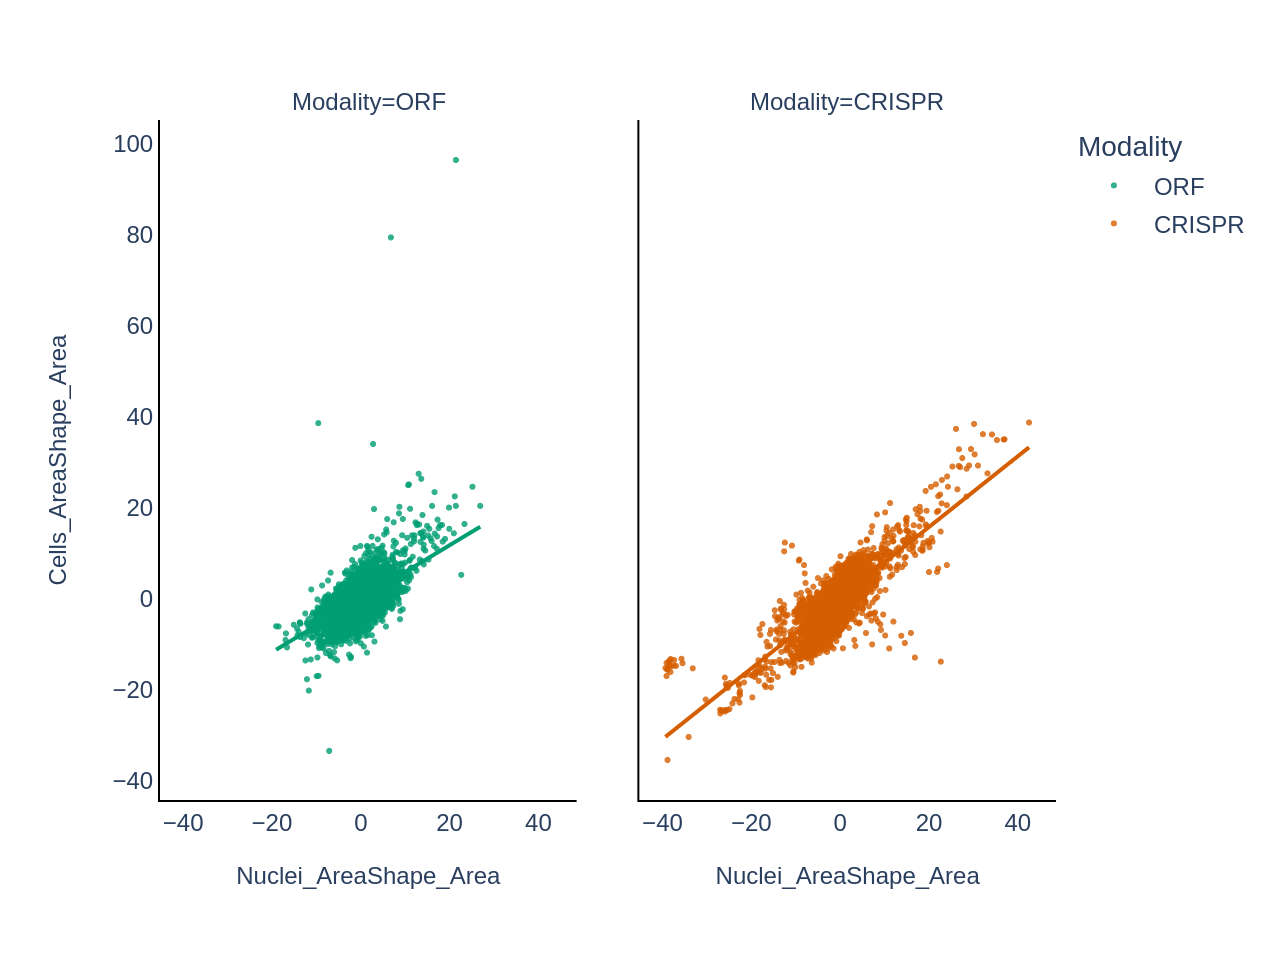 Modality=ORF
Modality=CRISPR
Modality
ORF
CRISPR
Cells_AreaShape_Area
100
80
60
40
20
0
−20
−40
−40 −20 0 20 40
−40 −20 0 20 40
Nuclei_AreaShape_Area
Nuclei_AreaShape_Area